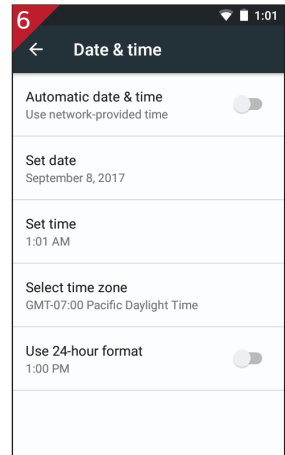 6
1:01
Date & time
Automatic date & time
Use network-provided time
Set date
September 8, 2017
Set time
1:01 AM
Select time zone
GMT-07:00 Pacific Daylight Time
Use 24-hour format
1:00 PM